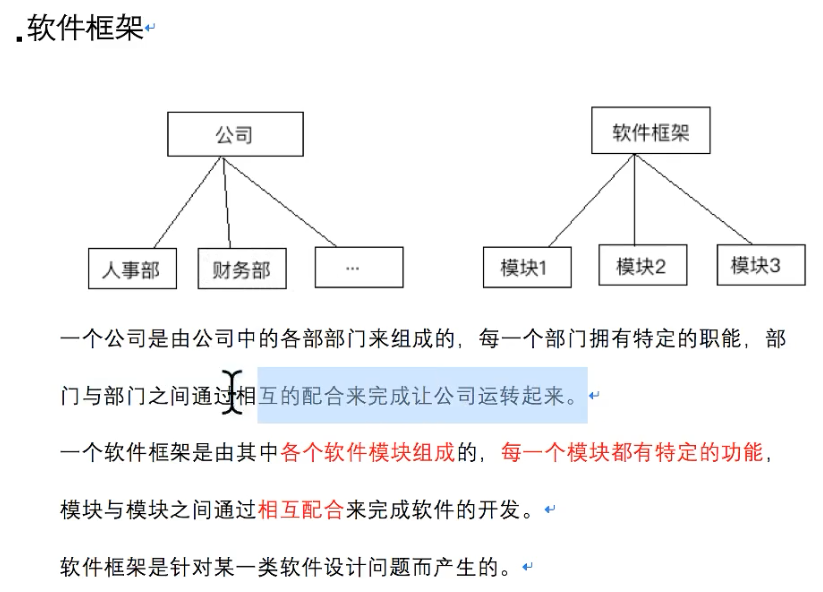 .软件框架
公司
软件框架
人事部
财务部
...
模块1
模块2
模块3
一个公司是由公司中的各部部门来组成的，每一个部门拥有特定的职能，部
门与部门之间通过相互的配合来完成让公司运转起来。
一个软件框架是由其中各个软件模块组成的，每一个模块都有特定的功能，
模块与模块之间通过相互配合来完成软件的开发。
软件框架是针对某一类软件设计问题而产生的。